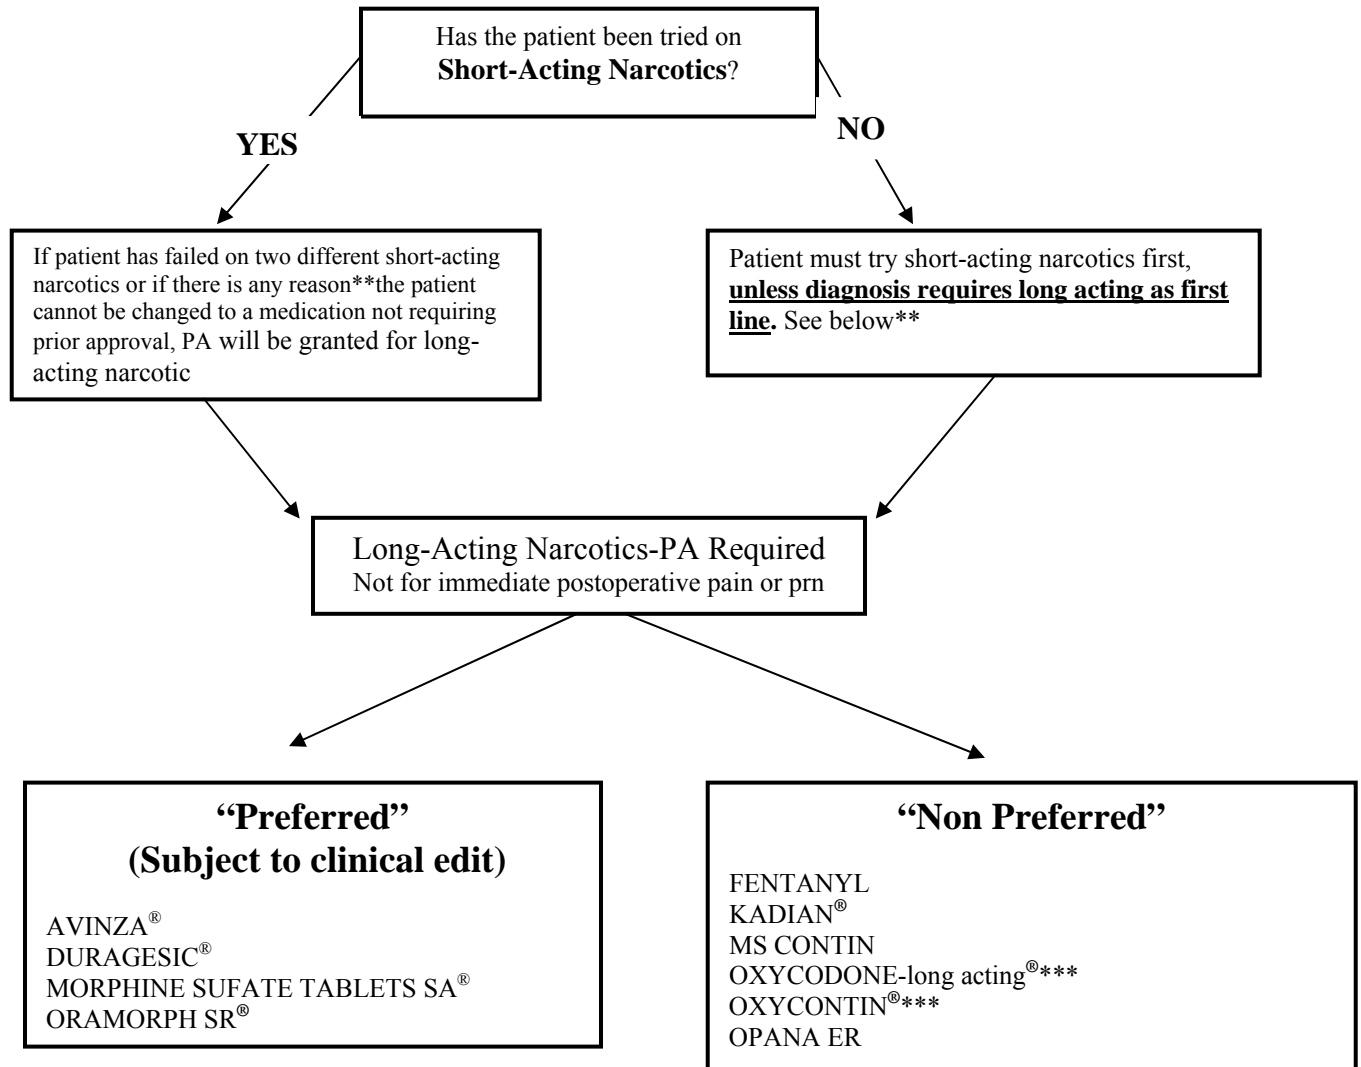 Has the patient been tried on
Short-Acting Narcotics?
YES
NO
If patient has failed on two different short-acting
narcotics or if there is any reason**the patient
cannot be changed to a medication not requiring
prior approval, PA will be granted for long-
acting narcotic
Patient must try short-acting narcotics first,
unless diagnosis requires long acting as first
line. See below**
Long-Acting Narcotics-PA Required
Not for immediate postoperative pain or prn
“Preferred”
(Subject to clinical edit)
AVINZA®
DURAGESIC®
MORPHINE SUFATE TABLETS SA®
ORAMORPH SR®
“Non Preferred”
FENTANYL
KADIAN®
MS CONTIN
OXYCODONE-long acting®***
OXYCONTIN®***
OPANA ER